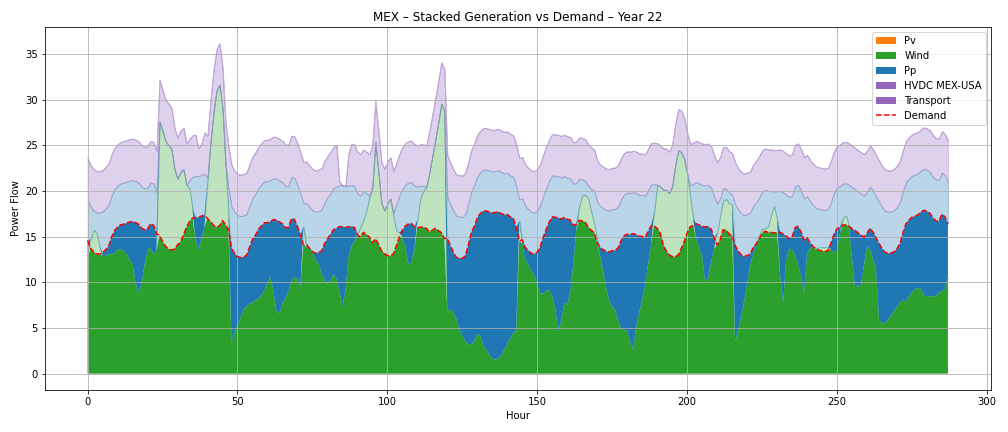 MEX – Stacked Generation vs Demand – Year 22
Pv
Wind
Pp
HVDC MEX-USA
Transport
Demand
Power Flow
35
30
25
20
15
10
5
0
0 50 100 150 200 250 300
Hour